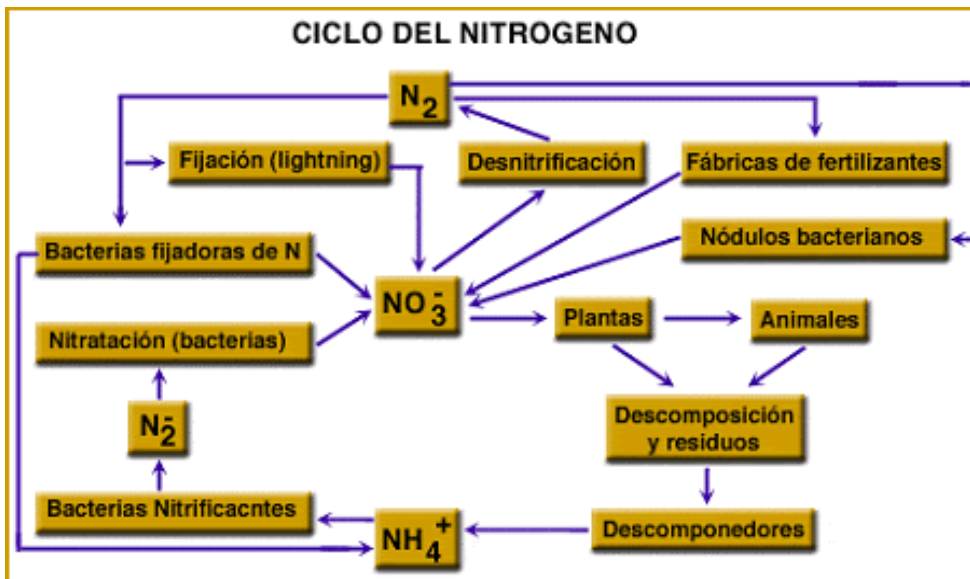 CICLO DEL NITROGENO
N2
Fijación (lightning)
Desnitrificación
Fábricas de fertilizantes
Bacterias fijadoras de N
Nódulos bacterianos
NO3-
Plantas
Animales
Nitratación (bacterias)
N2-
Descomposición
y residuos
Bacterias Nitrificacntes
NH4+
Descomponedores